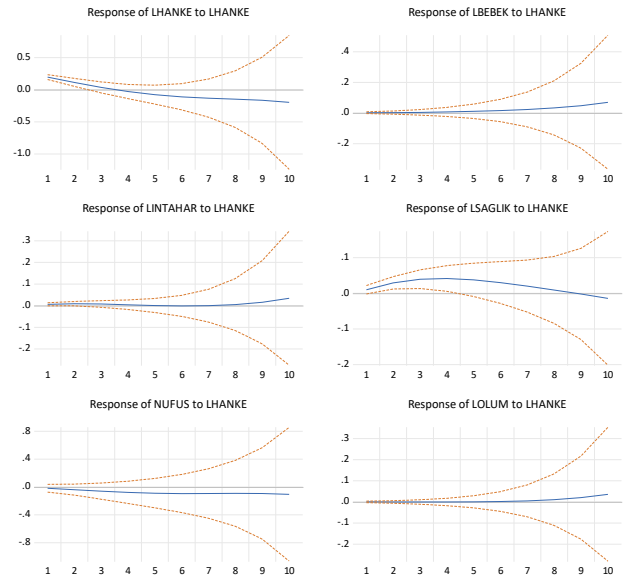 Response of LHANKE to LHANKE
0.5
0.0
-0.5
-1.0
1 2 3 4 5 6 7 8 9 10
Response of LBEBEK to LHANKE
.4
.2
.0
-.2
1 2 3 4 5 6 7 8 9 10
Response of LINTAHAR to LHANKE
.3
.2
.1
.0
-.1
-.2
1 2 3 4 5 6 7 8 9 10
Response of LSAGLIK to LHANKE
.1
.0
-.1
-.2
1 2 3 4 5 6 7 8 9 10
Response of NUFUS to LHANKE
.8
.4
.0
-.4
-.8
1 2 3 4 5 6 7 8 9 10
Response of LOLUM to LHANKE
.3
.2
.1
.0
-.1
-.2
1 2 3 4 5 6 7 8 9 10